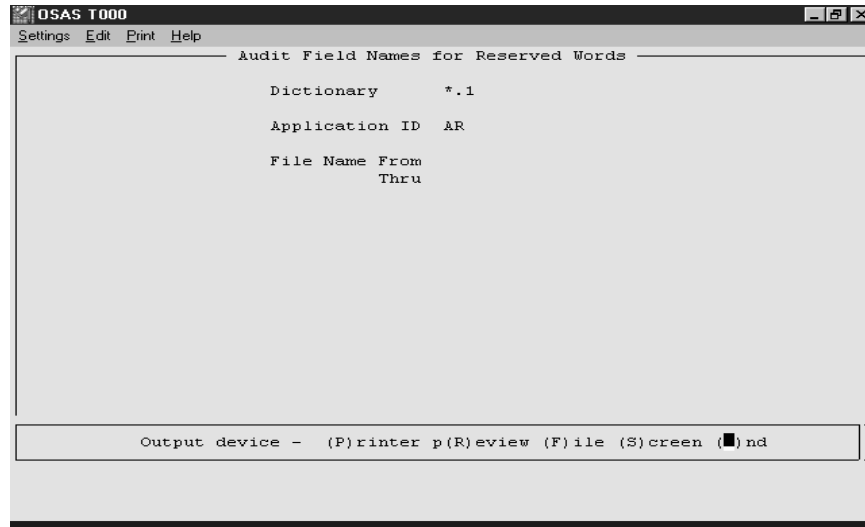 OSAS T000
Settings Edit Print Help
Audit Field Names for Reserved Words
Dictionary *.1
Application ID AR
File Name From
Thru
Output device - (P)rinter p(R)eview (F)ile (S)creen ( )nd